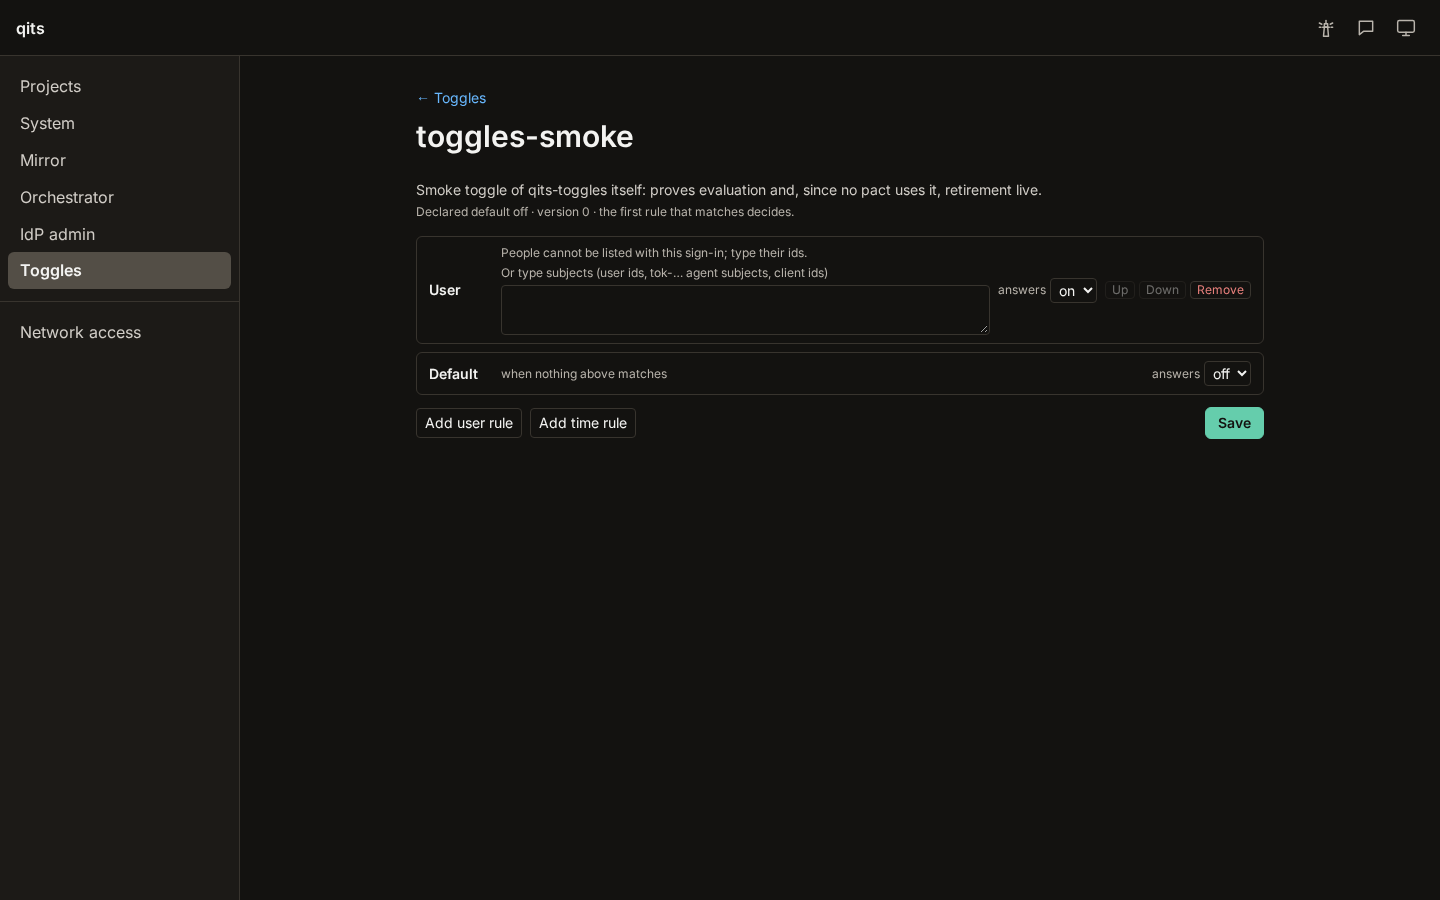 qits
Projects
System
Mirror
Orchestrator
IdP admin
Toggles
Network access
← Toggles
toggles-smoke
Smoke toggle of qits-toggles itself: proves evaluation and, since no pact uses it, retirement live.
Declared default off · version 0 · the first rule that matches decides.
User
People cannot be listed with this sign-in; type their ids.
Or type subjects (user ids, tok-… agent subjects, client ids)
answers on Up Down Remove
Default when nothing above matches answers off
Add user rule Add time rule Save